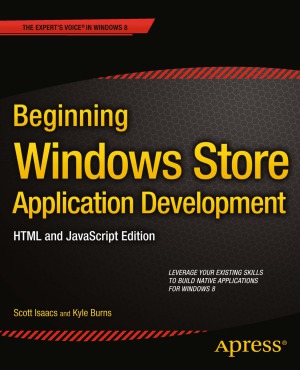 THE EXPERT'S VOICE® IN WINDOWS 8
Beginning
Windows Store
Application Development
HTML and JavaScript Edition
LEVERAGE YOUR EXISTING SKILLS
TO BUILD NATIVE APPLICATIONS
FOR WINDOWS 8
Scott Isaacs and Kyle Burns
Apress®